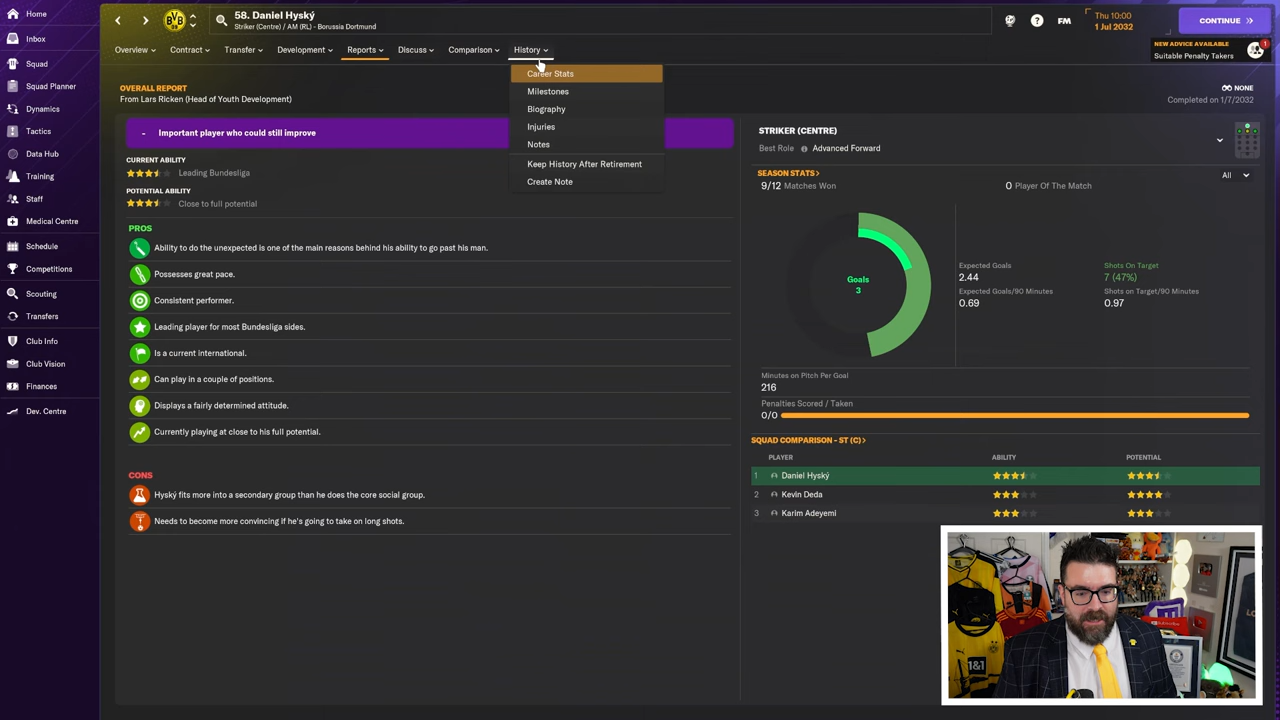 Home
Inbox
Squad
Squad Planner
Dynamics
Tactics
Data Hub
Training
Staff
Medical Centre
Schedule
Competitions
Scouting
Transfers
Club Info
Club Vision
Finances
Dev. Centre
BVB
09
58. Daniel Hyský
Striker (Centre) / AM (RL) - Borussia Dortmund
FM
Thu 10:00
1 Jul 2032
CONTINUE
NEW ADVICE AVAILABLE
Suitable Penalty Takers
1
Overview
Contract
Transfer
Development
Reports
Discuss
Comparison
History
Career Stats
Milestones
Biography
Injuries
Notes
Keep History After Retirement
Create Note
OVERALL REPORT
From Lars Ricken (Head of Youth Development)
NONE
Completed on 1/7/2032
- Important player who could still improve
CURRENT ABILITY
Leading Bundesliga
POTENTIAL ABILITY
Close to full potential
PROS
Ability to do the unexpected is one of the main reasons behind his ability to go past his man.
Possesses great pace.
Consistent performer.
Leading player for most Bundesliga sides.
Is a current international.
Can play in a couple of positions.
Displays a fairly determined attitude.
Currently playing at close to his full potential.
CONS
Hyský fits more into a secondary group than he does the core social group.
Needs to become more convincing if he's going to take on long shots.
STRIKER (CENTRE)
Best Role Advanced Forward
SEASON STATS
All
9/12 Matches Won
0 Player Of The Match
Goals
3
Expected Goals
2.44
Expected Goals/90 Minutes
0.69
Shots On Target
7 (47%)
Shots on Target/90 Minutes
0.97
Minutes on Pitch Per Goal
216
Penalties Scored / Taken
0/0
SQUAD COMPARISON - ST (C)
PLAYER ABILITY POTENTIAL
1 Daniel Hyský
2 Kevin Deda
3 Karim Adeyemi
1&1